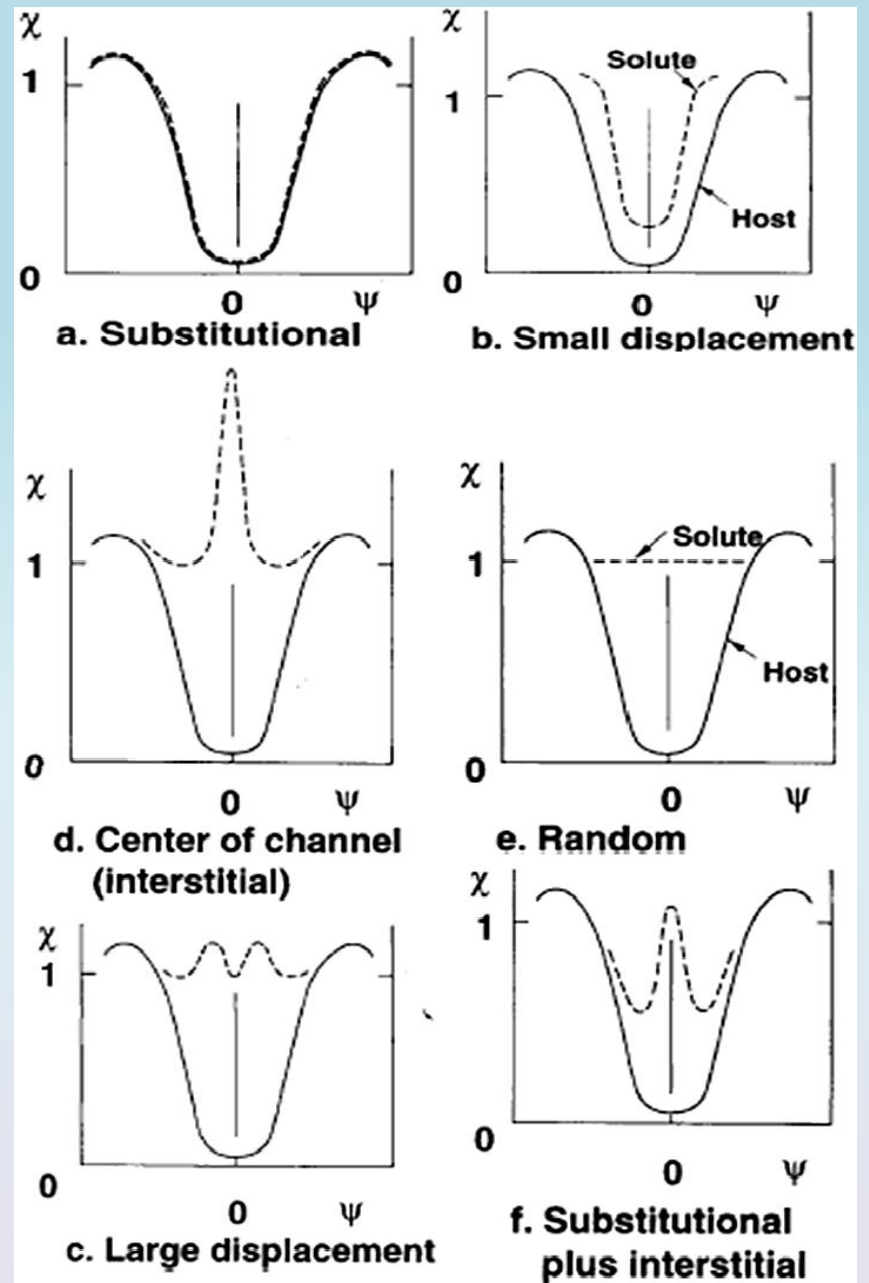 χ
1
0
0 ψ
a. Substitutional
χ
1
0
Solute
Host
0 ψ
b. Small displacement
χ
1
0
0 ψ
d. Center of channel
(interstitial)
χ
1
0
Solute
Host
0 ψ
e. Random
χ
1
0
0 ψ
c. Large displacement
χ
1
0
0 ψ
f. Substitutional
plus interstitial